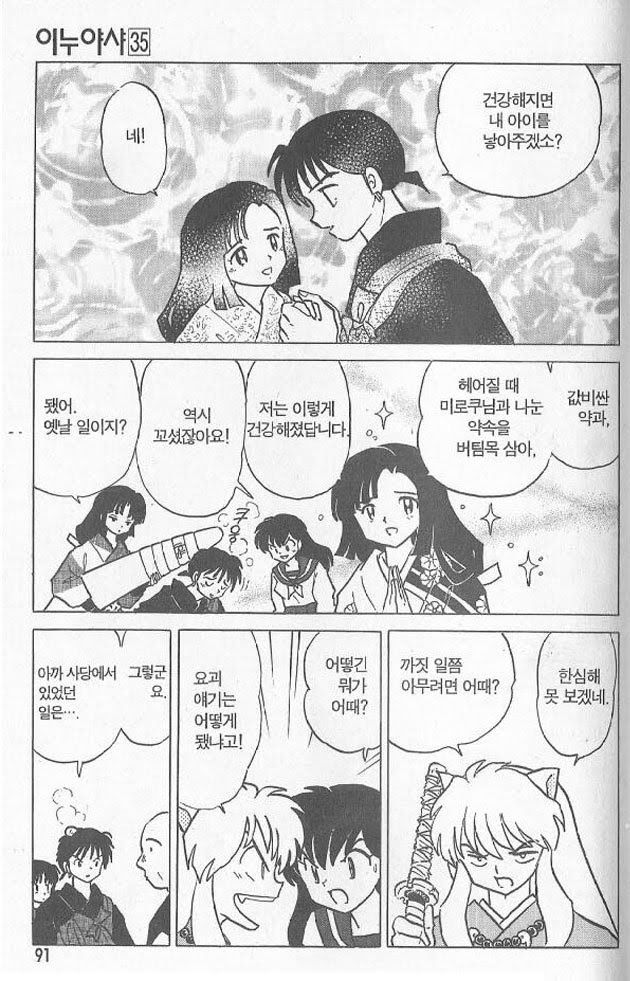 이누야샤 35
건강해지면
내 아이를
낳아주겠소?
네!
값비싼
약과,
헤어질 때
미로쿠님과 나눈
약속을
버팀목 삼아,
저는 이렇게
건강해졌답니다.
역시
꼬셨잖아요!
됐어.
옛날 일이지?
한심해
못 보겠네.
까짓 일쯤
아무려면 어때?
어떻긴
뭐가
어때?
요괴
얘기는
어떻게
됐냐고!
그렇군
요.
아까 사당에서
있었던
일은….
91